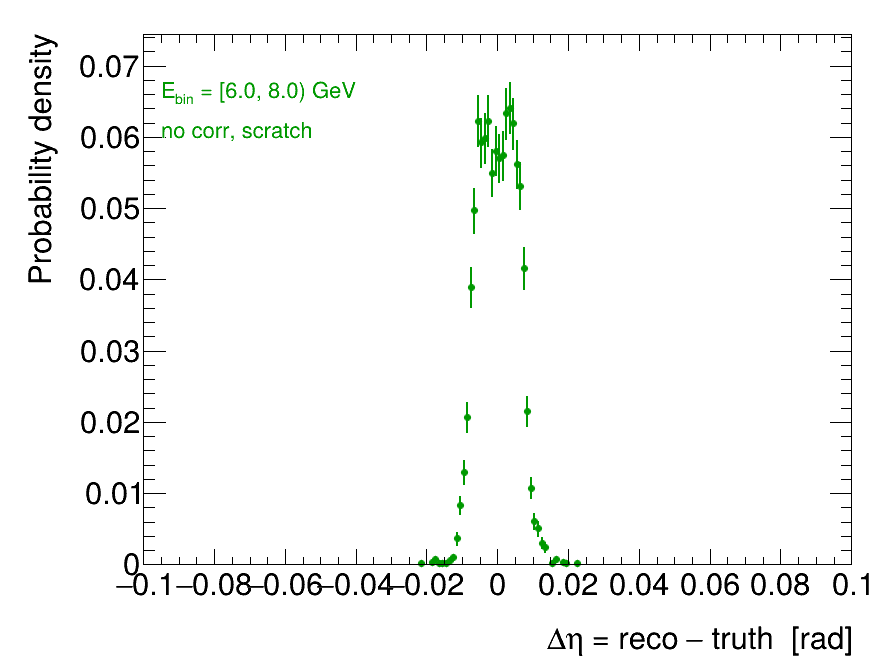 Probability density
0.07
0.06
0.05
0.04
0.03
0.02
0.01
0
E_bin = [6.0, 8.0) GeV
no corr, scratch
−0.1 −0.08 −0.06 −0.04 −0.02 0 0.02 0.04 0.06 0.08 0.1
Δη = reco − truth [rad]